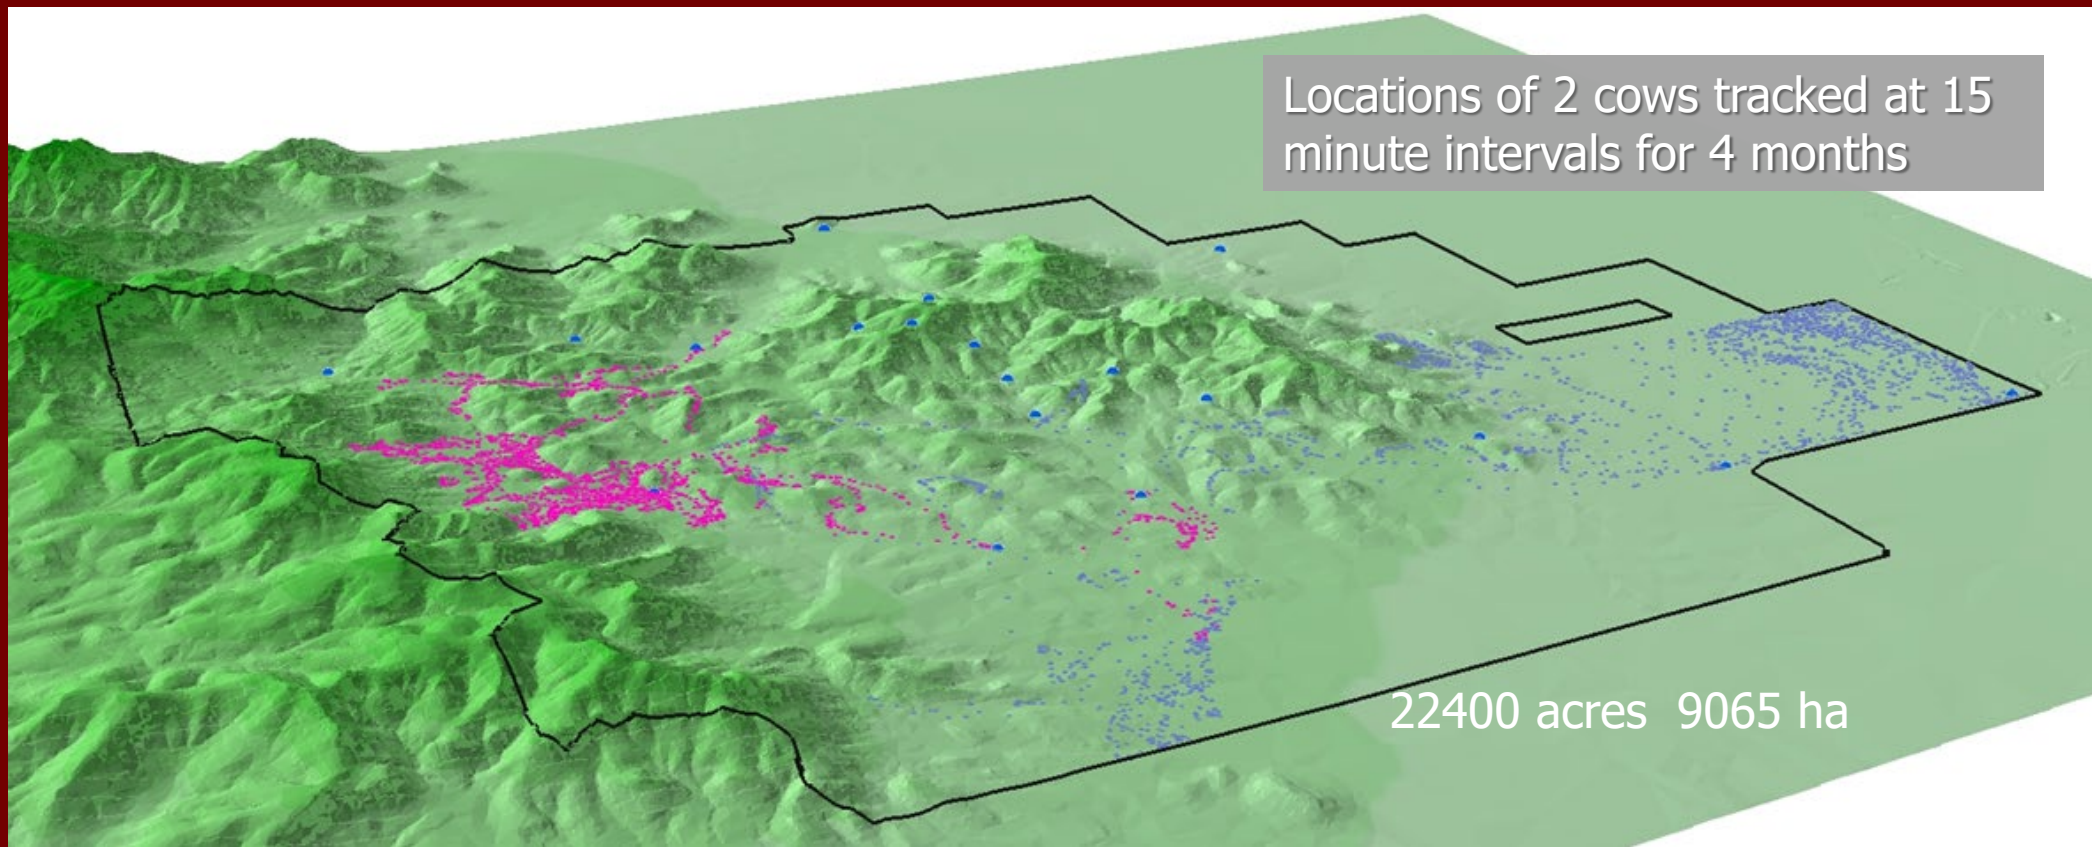 Locations of 2 cows tracked at 15
minute intervals for 4 months
22400 acres  9065 ha